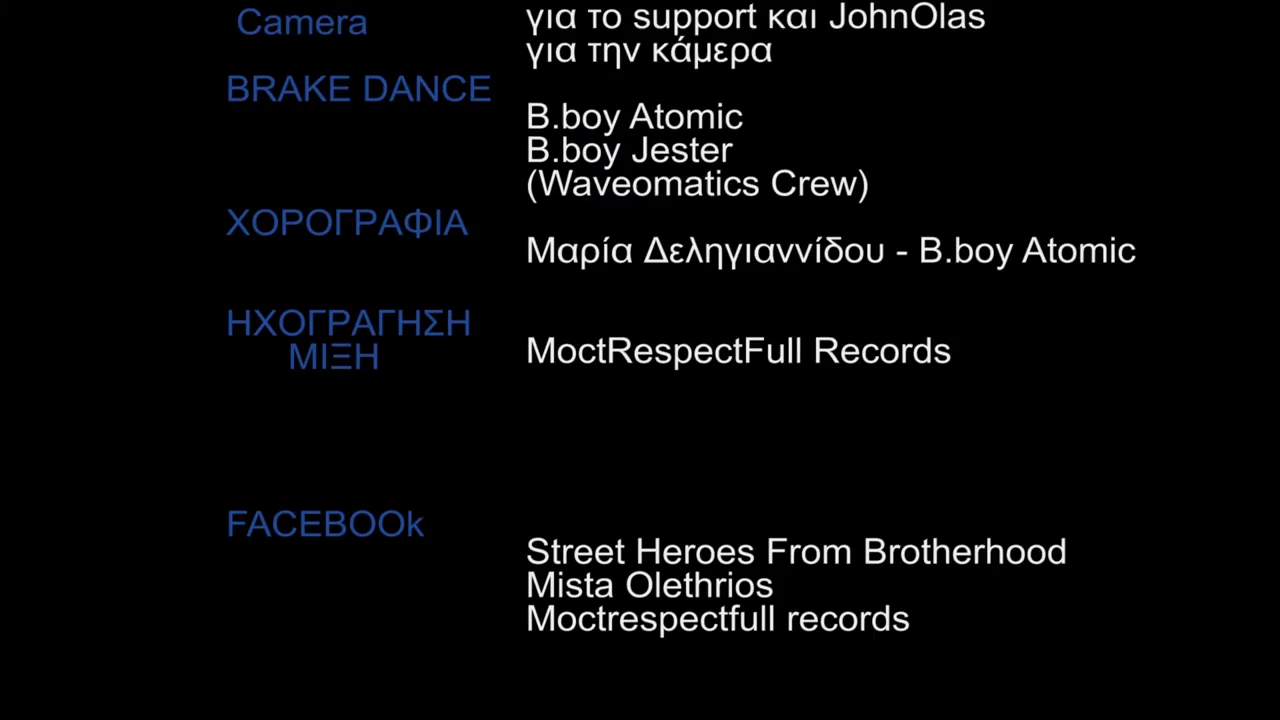 Camera
για το support και JohnOlas
για την κάμερα
BRAKE DANCE
B.boy Atomic
B.boy Jester
(Waveomatics Crew)
ΧΟΡΟΓΡΑΦΙΑ
Μαρία Δεληγιαννίδου - B.boy Atomic
ΗΧΟΓΡΑΓΗΣΗ
ΜΙΞΗ
MoctRespectFull Records
FACEBOOk
Street Heroes From Brotherhood
Mista Olethrios
Moctrespectfull records